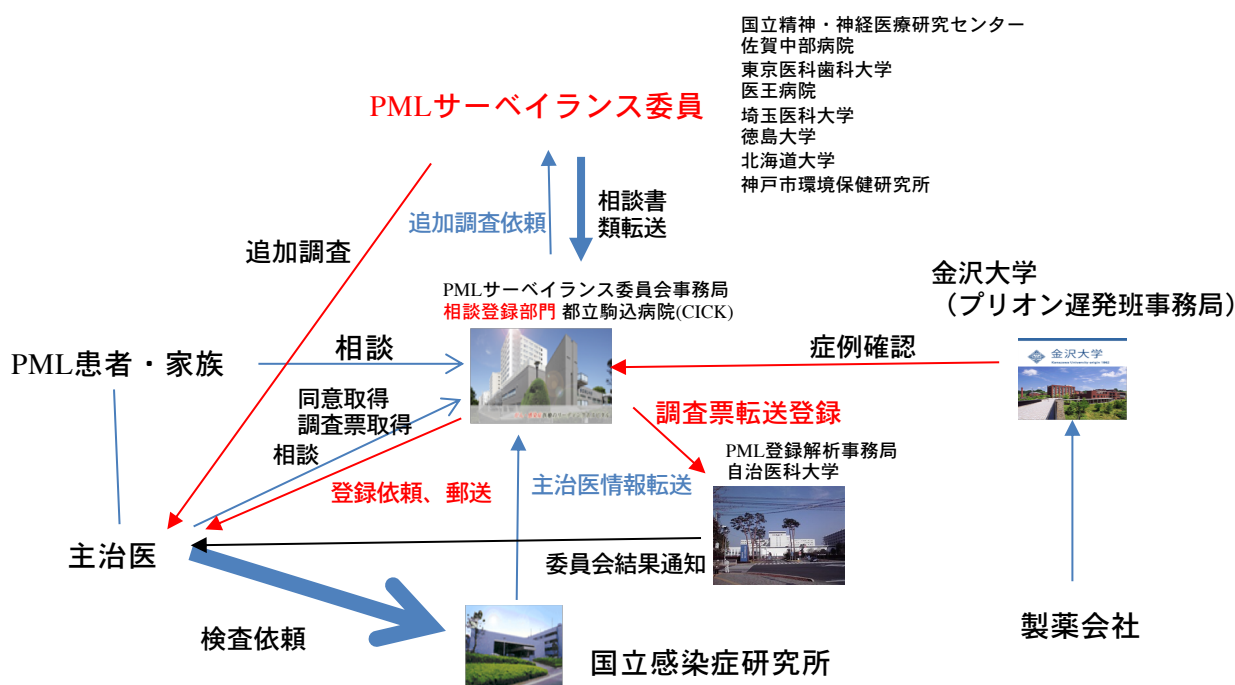 国立精神・神経医療研究センター
佐賀中部病院
東京医科歯科大学
医王病院
埼玉医科大学
徳島大学
北海道大学
神戸市環境保健研究所
PMLサーベイランス委員
追加調査依頼
相談書
類転送
追加調査
PMLサーベイランス委員会事務局
相談登録部門 都立駒込病院(CICK)
金沢大学
（プリオン遅発班事務局）
PML患者・家族
相談
症例確認
金沢大学
同意取得
調査票取得
相談
調査票転送登録
PML登録解析事務局
自治医科大学
登録依頼、郵送
主治医情報転送
主治医
委員会結果通知
検査依頼
国立感染症研究所
製薬会社